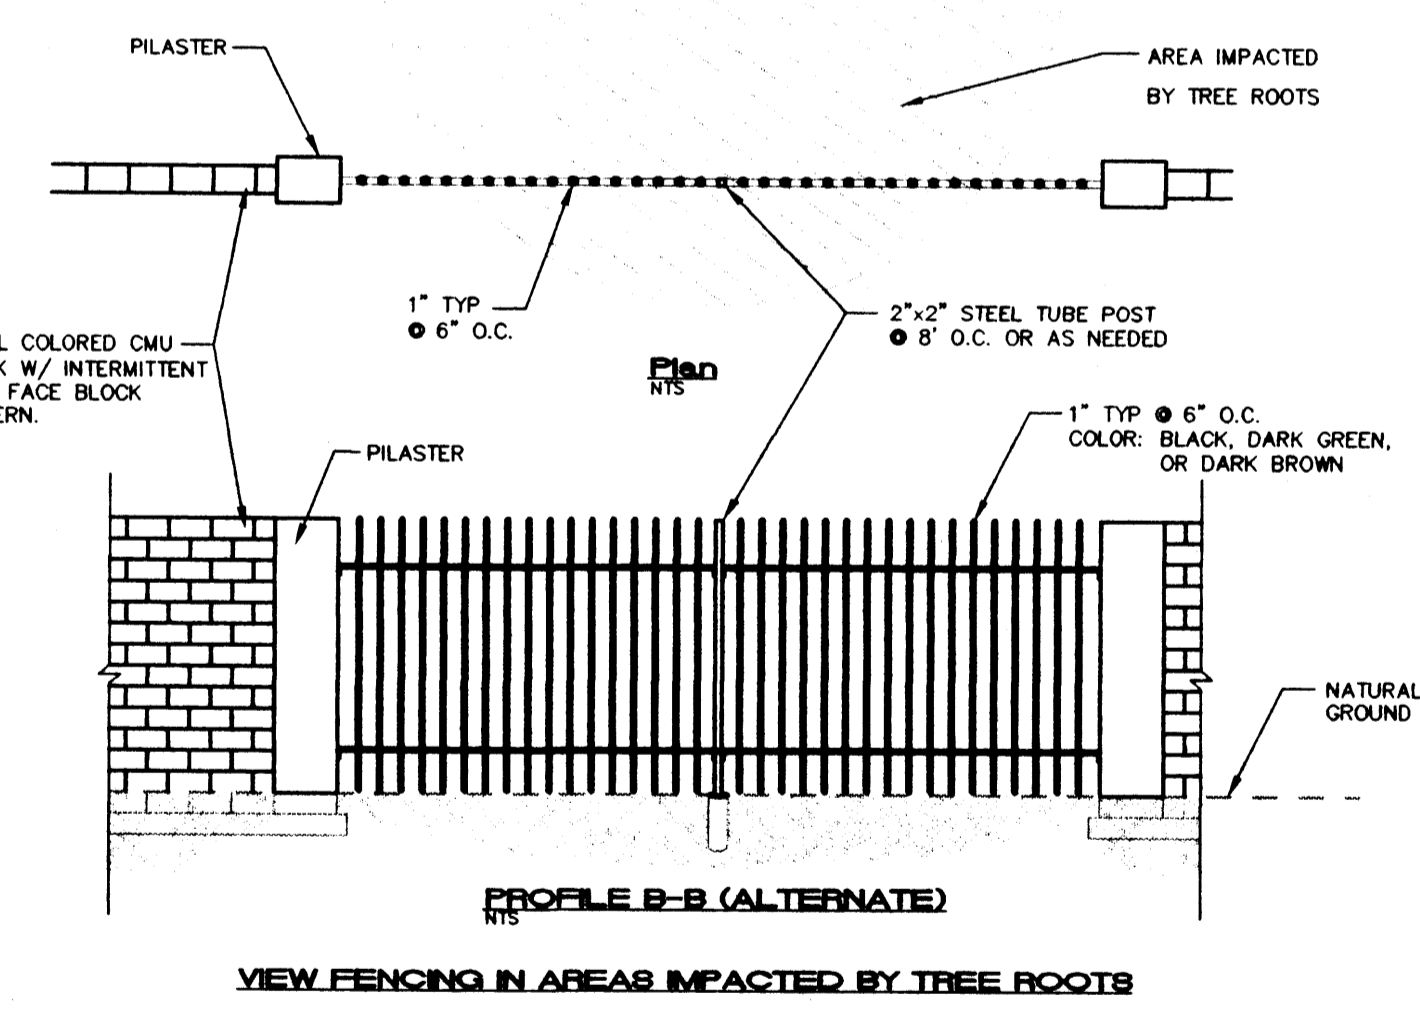 PILASTER
AREA IMPACTED
BY TREE ROOTS
1" TYP
@ 6" O.C.
2"x2" STEEL TUBE POST
@ 8' O.C. OR AS NEEDED
COLORED CMU
W/ INTERMITTENT
FACE BLOCK
Plan
NTS
1" TYP @ 6" O.C.
COLOR: BLACK, DARK GREEN,
OR DARK BROWN
PILASTER
NATURAL
GROUND
PROFILE B-B (ALTERNATE)
NTS
VIEW FENCING IN AREAS IMPACTED BY TREE ROOTS